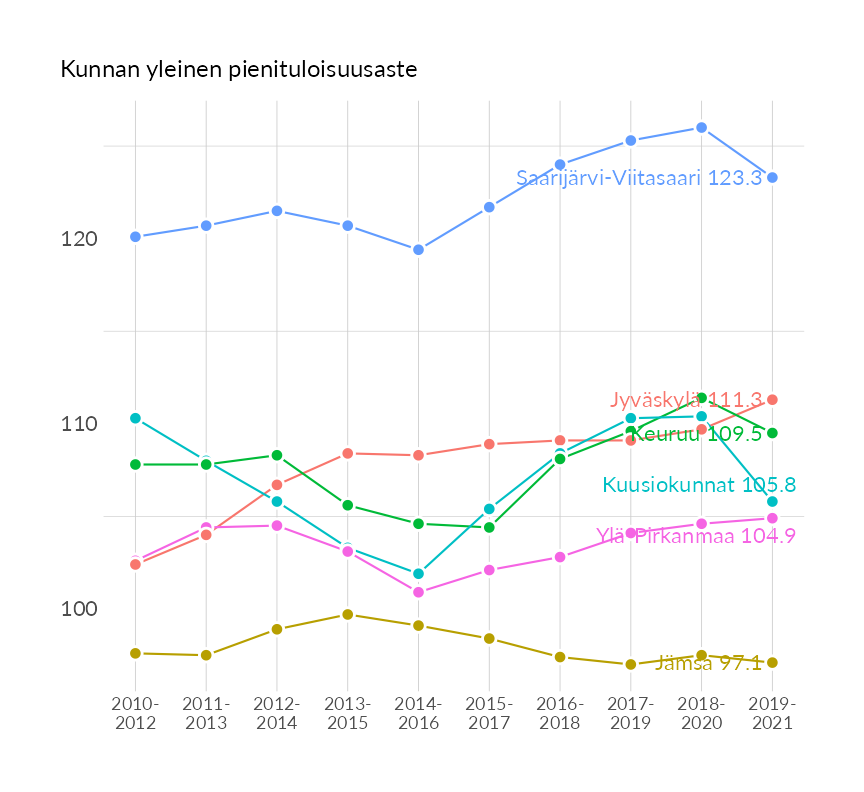 Kunnan yleinen pienituloisuusaste
Saarijärvi-Viitasaari 123.3
120
Jyväskylä 111.3
110
Keuruu 109.5
Kuusiokunnat 105.8
Ylä-Pirkanmaa 104.9
100
Jämsä 97.1
2010- 2011- 2012- 2013- 2014- 2015- 2016- 2017- 2018- 2019-
2012 2013 2014 2015 2016 2017 2018 2019 2020 2021